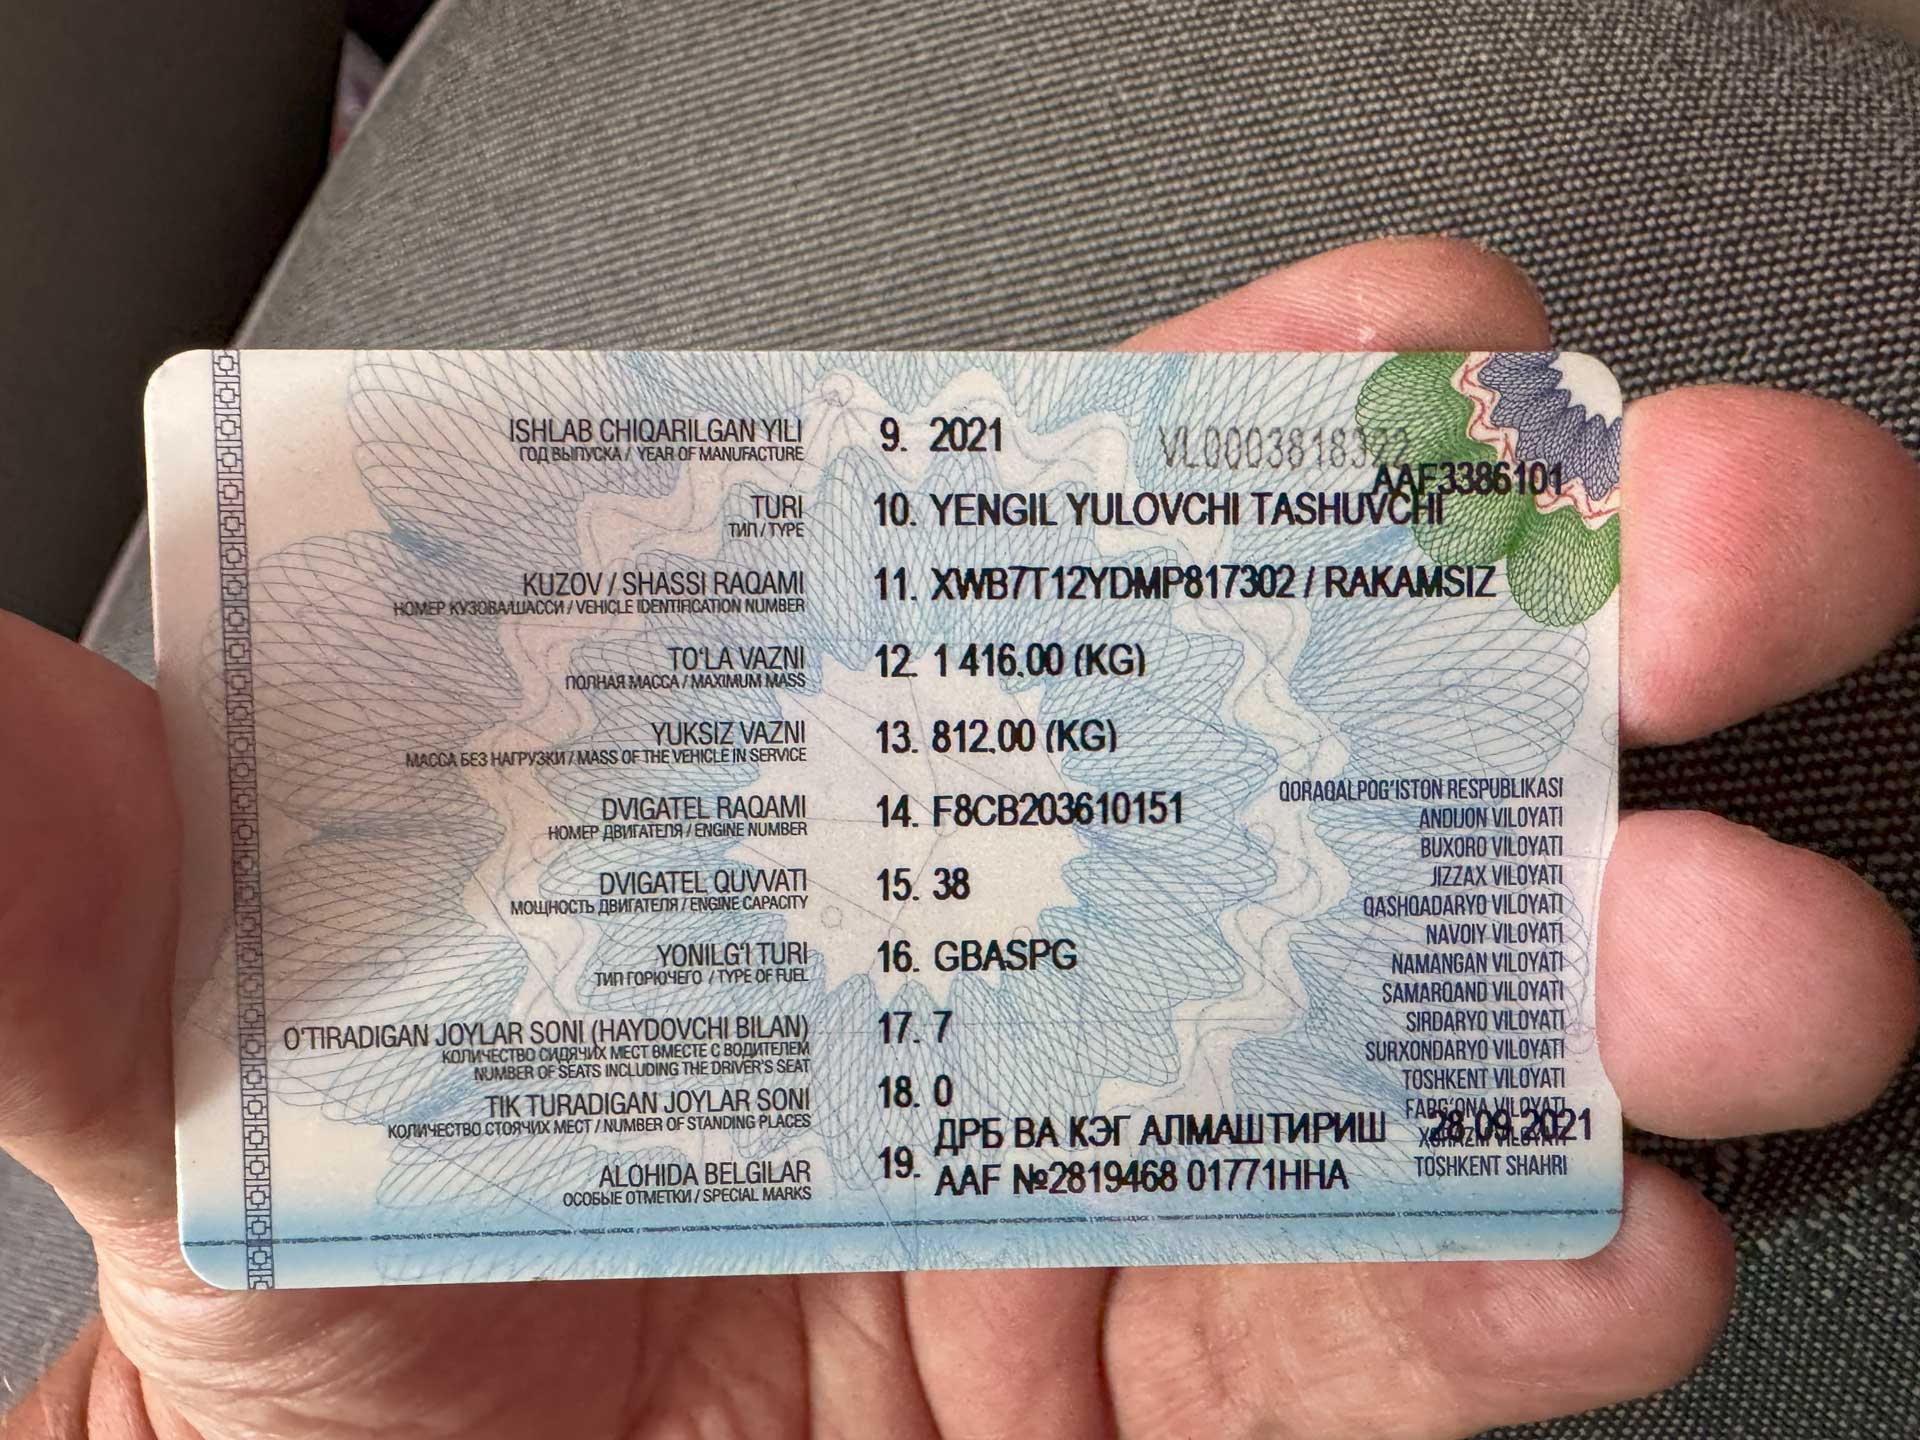 ISHLAB CHIQARILGAN YILI 9. 2021
ГОД ВЫПУСКА / YEAR OF MANUFACTURE
VL0003818322
AAF3386101
TURI 10. YENGIL YULOVCHI TASHUVCHI
ТИП / TYPE
KUZOV / SHASSI RAQAMI 11. XWB7T12YDMP817302 / RAKAMSIZ
НОМЕР КУЗОВА/ШАССИ / VEHICLE IDENTIFICATION NUMBER
TO'LA VAZNI 12. 1 416.00 (KG)
ПОЛНАЯ МАССА / MAXIMUM MASS
YUKSIZ VAZNI 13. 812.00 (KG)
МАССА БЕЗ НАГРУЗКИ / MASS OF THE VEHICLE IN SERVICE
DVIGATEL RAQAMI 14. F8CB203610151
НОМЕР ДВИГАТЕЛЯ / ENGINE NUMBER
DVIGATEL QUVVATI 15. 38
МОЩНОСТЬ ДВИГАТЕЛЯ / ENGINE CAPACITY
YONILG'I TURI 16. GBASPG
ТИП ГОРЮЧЕГО / TYPE OF FUEL
O'TIRADIGAN JOYLAR SONI (HAYDOVCHI BILAN) 17. 7
КОЛИЧЕСТВО СИДЯЧИХ МЕСТ ВМЕСТЕ С ВОДИТЕЛЕМ
NUMBER OF SEATS INCLUDING THE DRIVER'S SEAT
TIK TURADIGAN JOYLAR SONI 18. 0
КОЛИЧЕСТВО СТОЯЧИХ МЕСТ / NUMBER OF STANDING PLACES
ALOHIDA BELGILAR 19. ДРБ ВА КЭГ АЛМАШТИРИШ
ОСОБЫЕ ОТМЕТКИ / SPECIAL MARKS
AAF №2819468 01771HHA
QORAQALPOG'ISTON RESPUBLIKASI
ANDIJON VILOYATI
BUXORO VILOYATI
JIZZAX VILOYATI
QASHQADARYO VILOYATI
NAVOIY VILOYATI
NAMANGAN VILOYATI
SAMARQAND VILOYATI
SIRDARYO VILOYATI
SURXONDARYO VILOYATI
TOSHKENT VILOYATI
FARG'ONA VILOYATI
28.09.2021
TOSHKENT SHAHRI